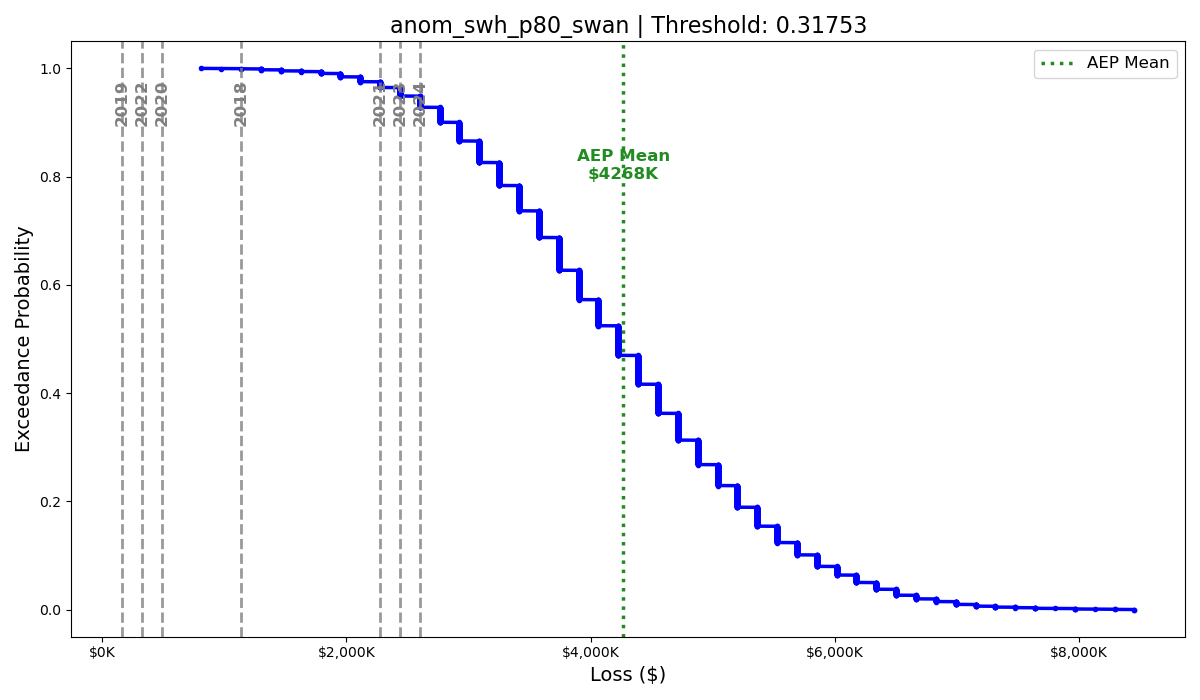 anom_swh_p80_swan | Threshold: 0.31753
AEP Mean
1.0
0.8
0.6
0.4
0.2
0.0
Exceedance Probability
2019
2022
2020
2018
2021
2023
2024
AEP Mean
$4268K
$0K
$2,000K
$4,000K
$6,000K
$8,000K
Loss ($)